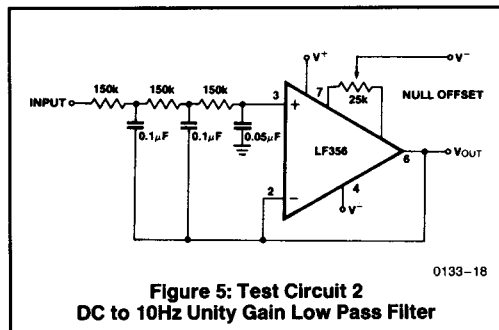 V+
V−
150k 150k 150k
3
7
25k
NULL OFFSET
INPUT
+
0.1µF
0.1µF
0.05µF
LF356
6
VOUT
2
−
4
V−
0133–18
Figure 5: Test Circuit 2
DC to 10Hz Unity Gain Low Pass Filter